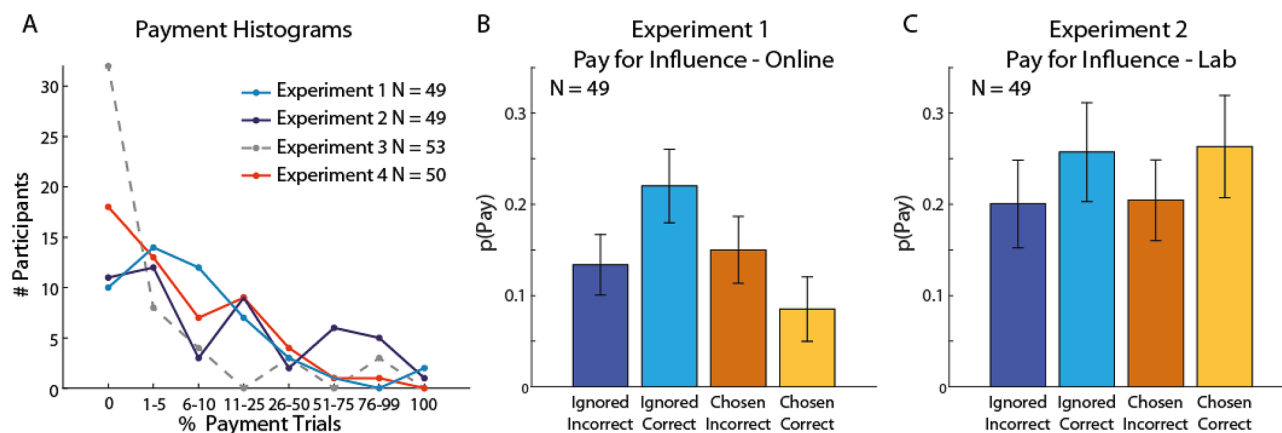 A
Payment Histograms
# Participants
30
25
20
15
10
5
0
Experiment 1 N = 49
Experiment 2 N = 49
Experiment 3 N = 53
Experiment 4 N = 50
0 1-5 6-10 11-25 26-50 51-75 76-99 100
% Payment Trials
B
Experiment 1
Pay for Influence - Online
N = 49
p(Pay)
0.3
0.2
0.1
0
Ignored Ignored Chosen Chosen
Incorrect Correct Incorrect Correct
C
Experiment 2
Pay for Influence - Lab
N = 49
p(Pay)
0.3
0.2
0.1
0
Ignored Ignored Chosen Chosen
Incorrect Correct Incorrect Correct